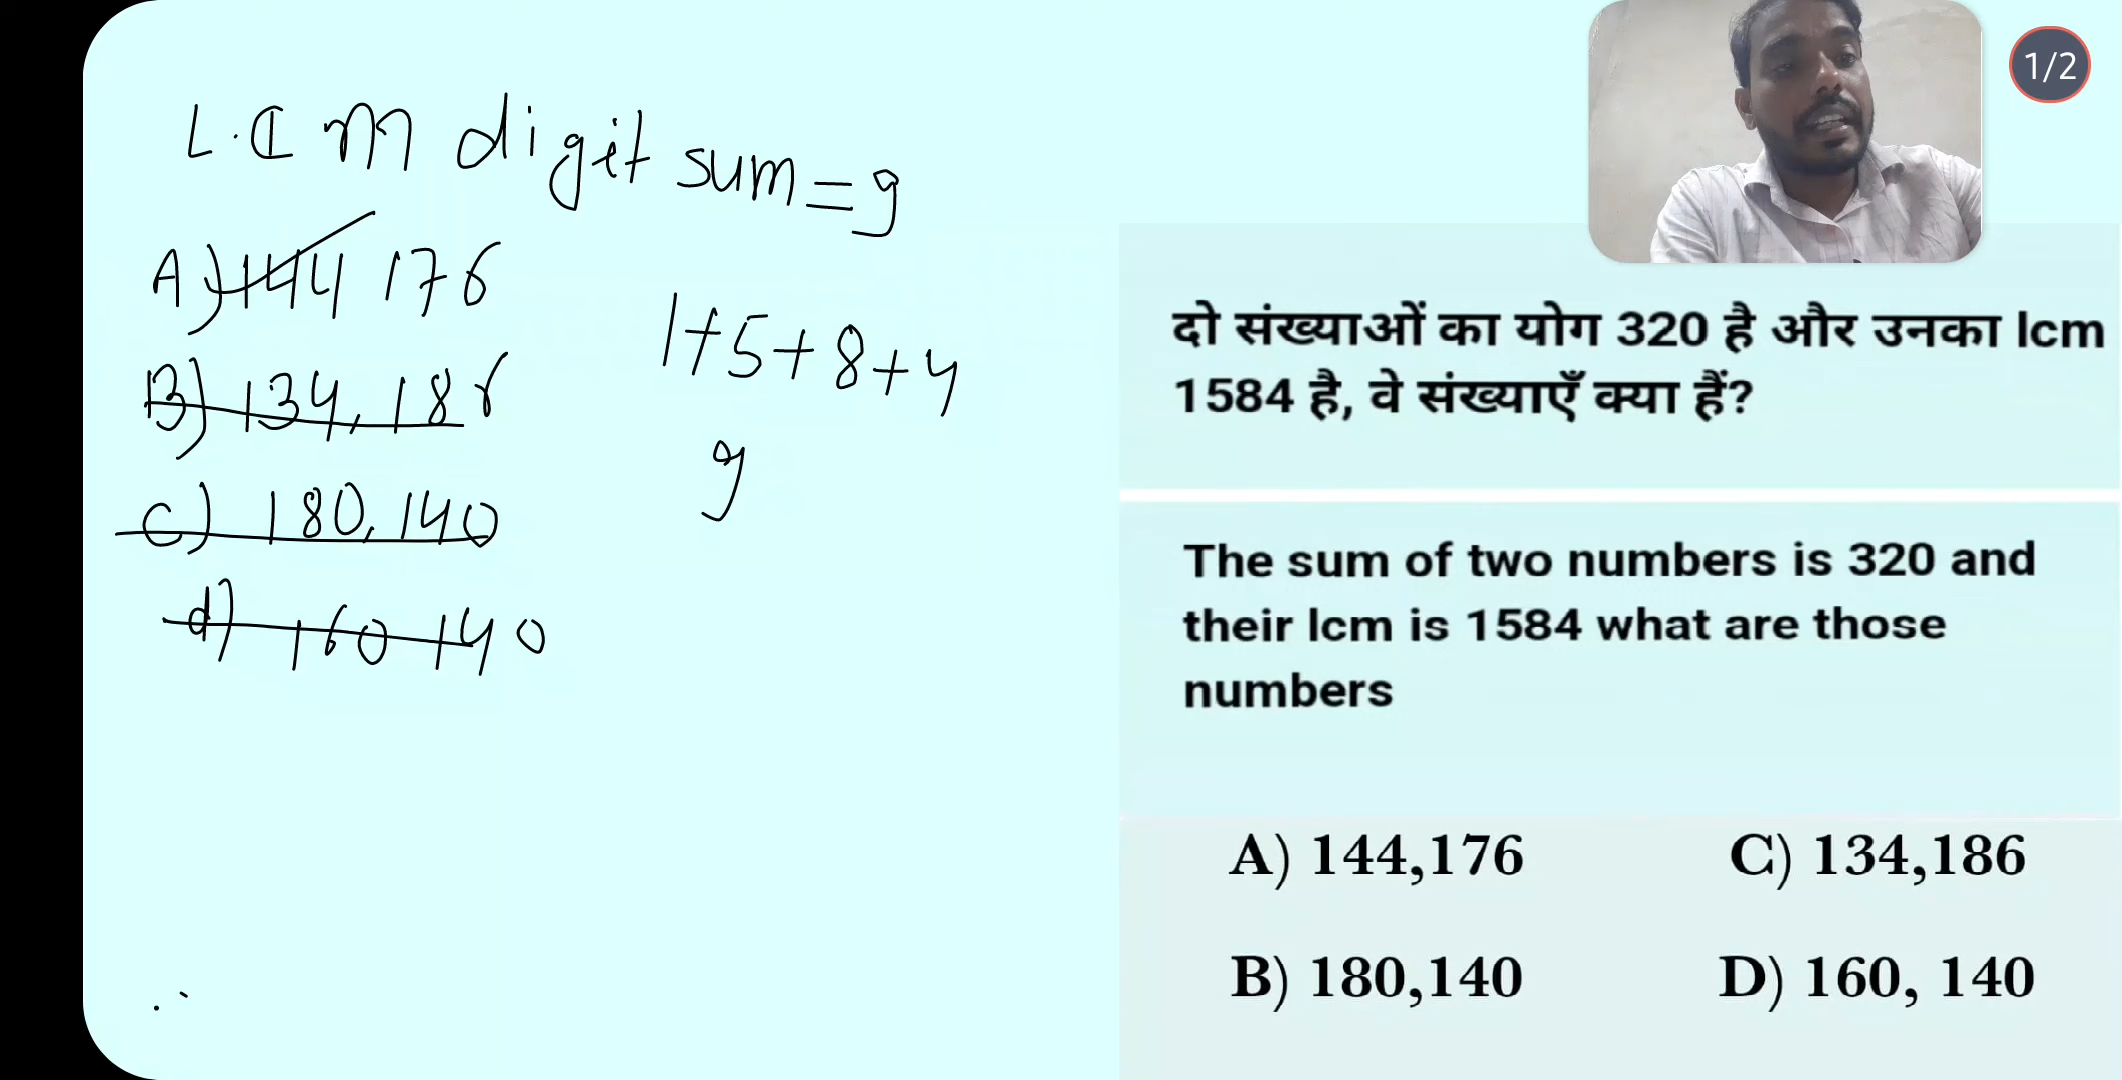 L.C M digit sum = 9
A) 144 176
B) 134, 186
C) 180, 140
d) 160 140
1+5+8+4
9
1/2
दो संख्याओं का योग 320 है और उनका lcm
1584 है, वे संख्याएँ क्या हैं?
The sum of two numbers is 320 and
their lcm is 1584 what are those
numbers
A) 144,176
C) 134,186
B) 180,140
D) 160, 140